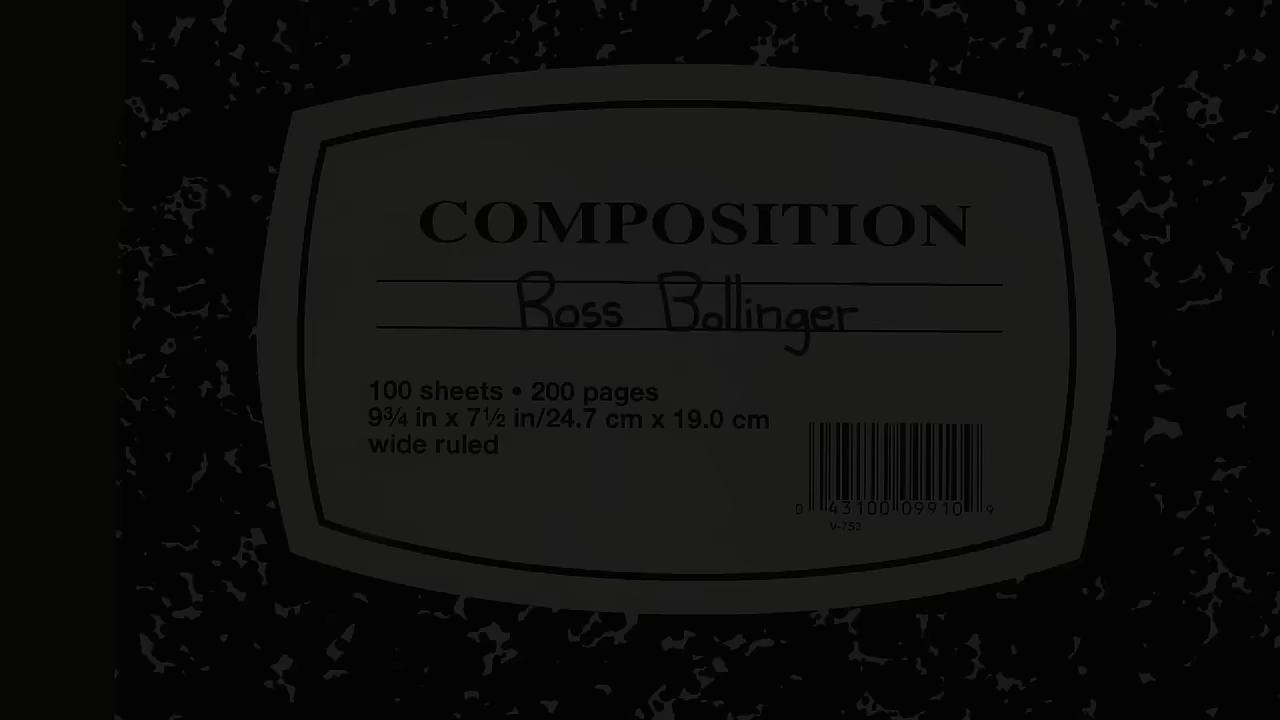 COMPOSITION
Ross Bollinger
100 sheets • 200 pages
9¾ in x 7½ in/24.7 cm x 19.0 cm
wide ruled
0 43100 09910 9
V-752